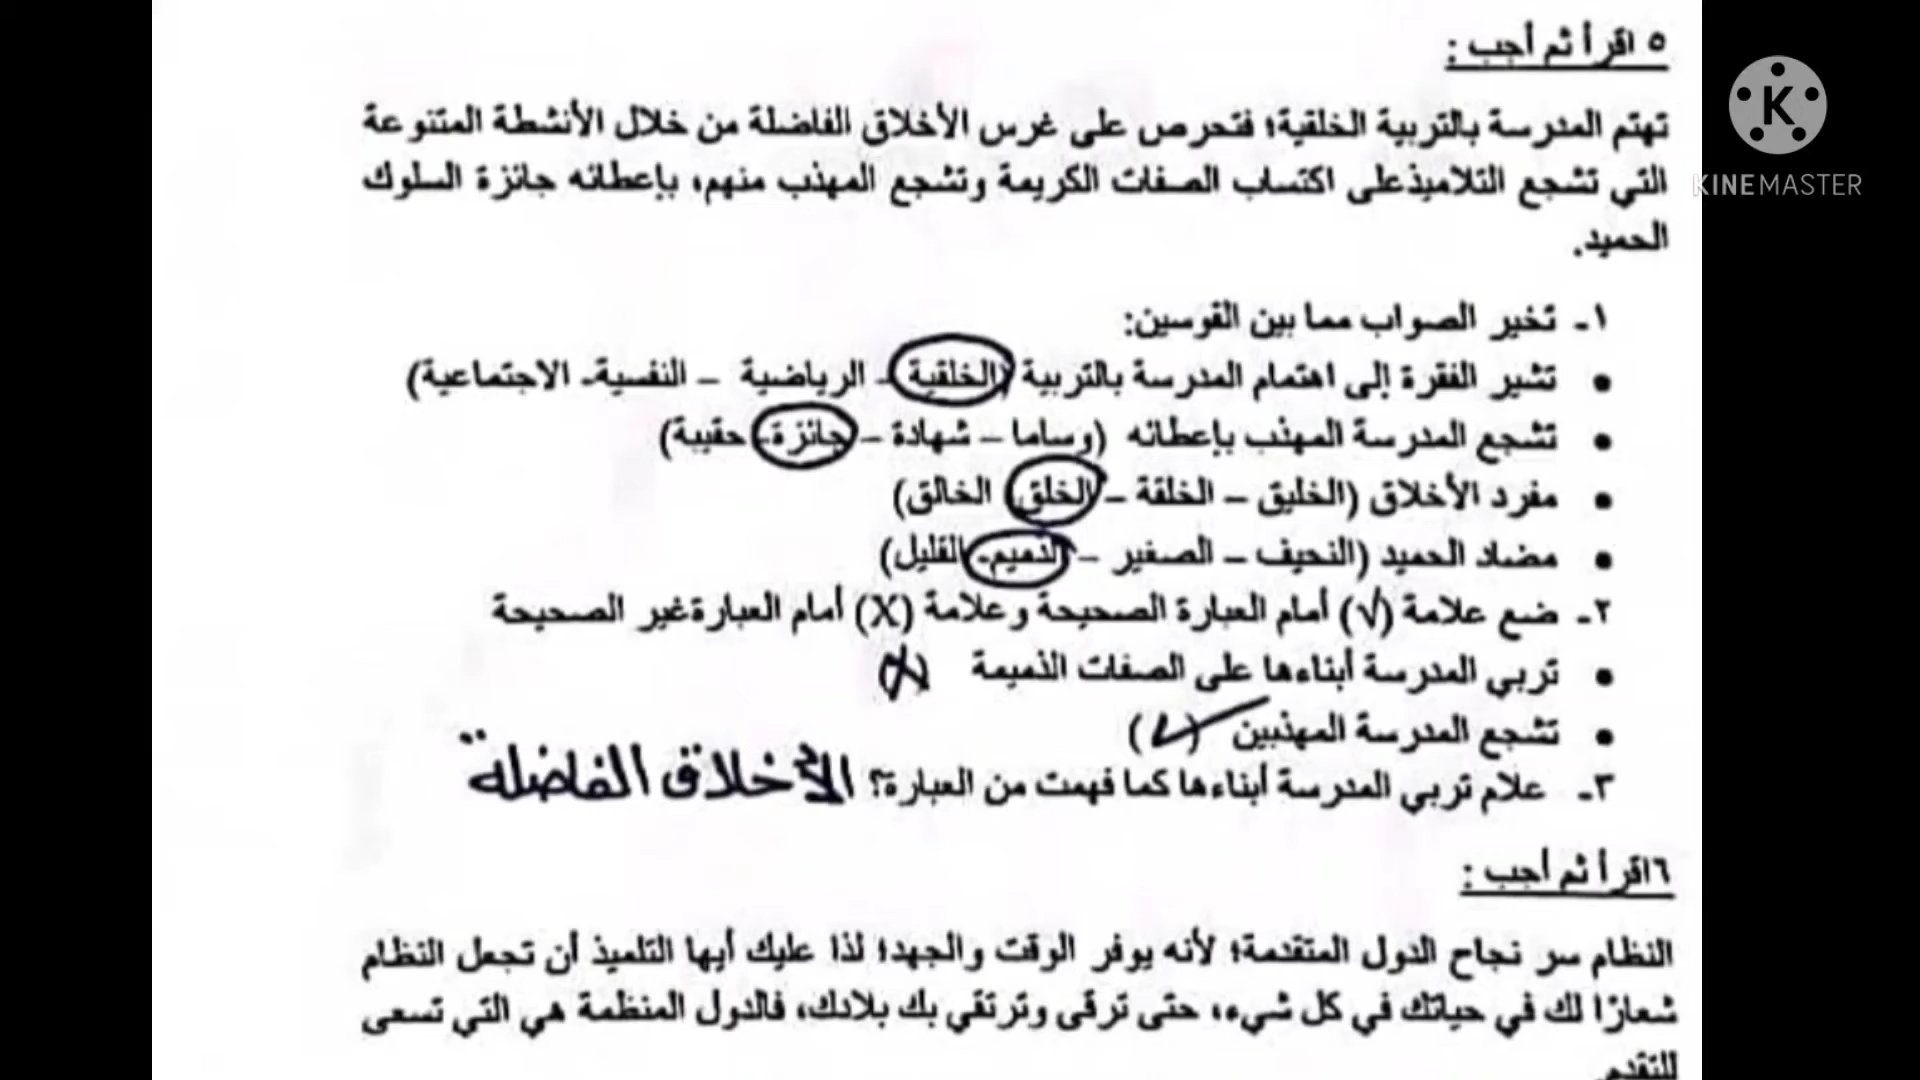 ٥ اقرأ ثم أجب :
KINEMASTER
تهتم المدرسة بالتربية الخلقية؛ فتحرص على غرس الأخلاق الفاضلة من خلال الأنشطة المتنوعة
التي تشجع التلاميذعلى اكتساب الصفات الكريمة وتشجع المهذب منهم، بإعطائه جائزة السلوك
الحميد.
١- تخير الصواب مما بين القوسين:
• تشير الفقرة إلى اهتمام المدرسة بالتربية (الخلقية - الرياضية – النفسية- الاجتماعية)
• تشجع المدرسة المهذب بإعطائه (وساما – شهادة – جائزة- حقيبة)
• مفرد الأخلاق (الخليق – الخلقة – الخلق الخالق)
• مضاد الحميد (النحيف – الصغير – الذميم- القليل)
٢- ضع علامة (√) أمام العبارة الصحيحة وعلامة (X) أمام العبارةغير الصحيحة
• تربي المدرسة أبناءها على الصفات الذميمة (X)
• تشجع المدرسة المهذبين (✓)
٣- علام تربي المدرسة أبناءها كما فهمت من العبارة؟ الأخلاق الفاضلة
٦اقرأ ثم أجب :
النظام سر نجاح الدول المتقدمة؛ لأنه يوفر الوقت والجهد؛ لذا عليك أيها التلميذ أن تجعل النظام
شعارًا لك في حياتك في كل شيء، حتى ترقى وترتقي بك بلادك، فالدول المنظمة هي التي تسعى
للتقدم.